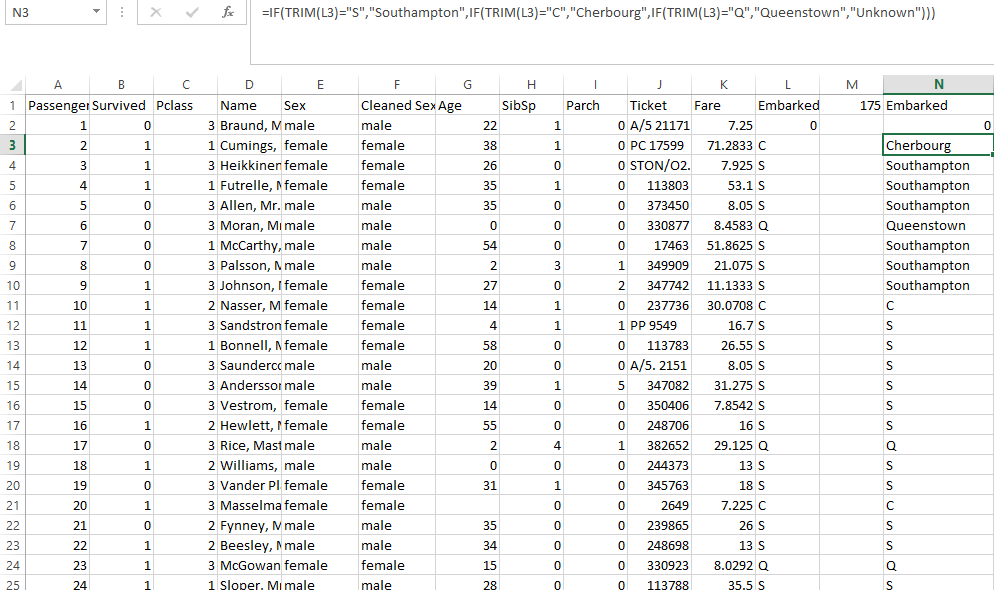 N3 fx =IF(TRIM(L3)="S","Southampton",IF(TRIM(L3)="C","Cherbourg",IF(TRIM(L3)="Q","Queenstown","Unknown")))
A B C D E F G H I J K L M N
1 Passenger Survived Pclass Name Sex Cleaned Sex Age SibSp Parch Ticket Fare Embarked 175 Embarked
2 1 0 3 Braund, M male male 22 1 0 A/5 21171 7.25 0 0
3 2 1 1 Cumings, female female 38 1 0 PC 17599 71.2833 C Cherbourg
4 3 1 3 Heikkinen female female 26 0 0 STON/O2. 7.925 S Southampton
5 4 1 1 Futrelle, M female female 35 1 0 113803 53.1 S Southampton
6 5 0 3 Allen, Mr. male male 35 0 0 373450 8.05 S Southampton
7 6 0 3 Moran, Mr male male 0 0 0 330877 8.4583 Q Queenstown
8 7 0 1 McCarthy, male male 54 0 0 17463 51.8625 S Southampton
9 8 0 3 Palsson, M male male 2 3 1 349909 21.075 S Southampton
10 9 1 3 Johnson, female female 27 0 2 347742 11.1333 S Southampton
11 10 1 2 Nasser, M female female 14 1 0 237736 30.0708 C C
12 11 1 3 Sandstrom female female 4 1 1 PP 9549 16.7 S S
13 12 1 1 Bonnell, M female female 58 0 0 113783 26.55 S S
14 13 0 3 Saunderco male male 20 0 0 A/5. 2151 8.05 S S
15 14 0 3 Andersson male male 39 1 5 347082 31.275 S S
16 15 0 3 Vestrom, female female 14 0 0 350406 7.8542 S S
17 16 1 2 Hewlett, female female 55 0 0 248706 16 S S
18 17 0 3 Rice, Mast male male 2 4 1 382652 29.125 Q Q
19 18 1 2 Williams, male male 0 0 0 244373 13 S S
20 19 0 3 Vander Pl female female 31 1 0 345763 18 S S
21 20 1 3 Masselma female female 0 0 2649 7.225 C C
22 21 0 2 Fynney, M male male 35 0 0 239865 26 S S
23 22 1 2 Beesley, M male male 34 0 0 248698 13 S S
24 23 1 3 McGowan female female 15 0 0 330923 8.0292 Q Q
25 24 1 1 Sloper, Mr male male 28 0 0 113788 35.5 S S